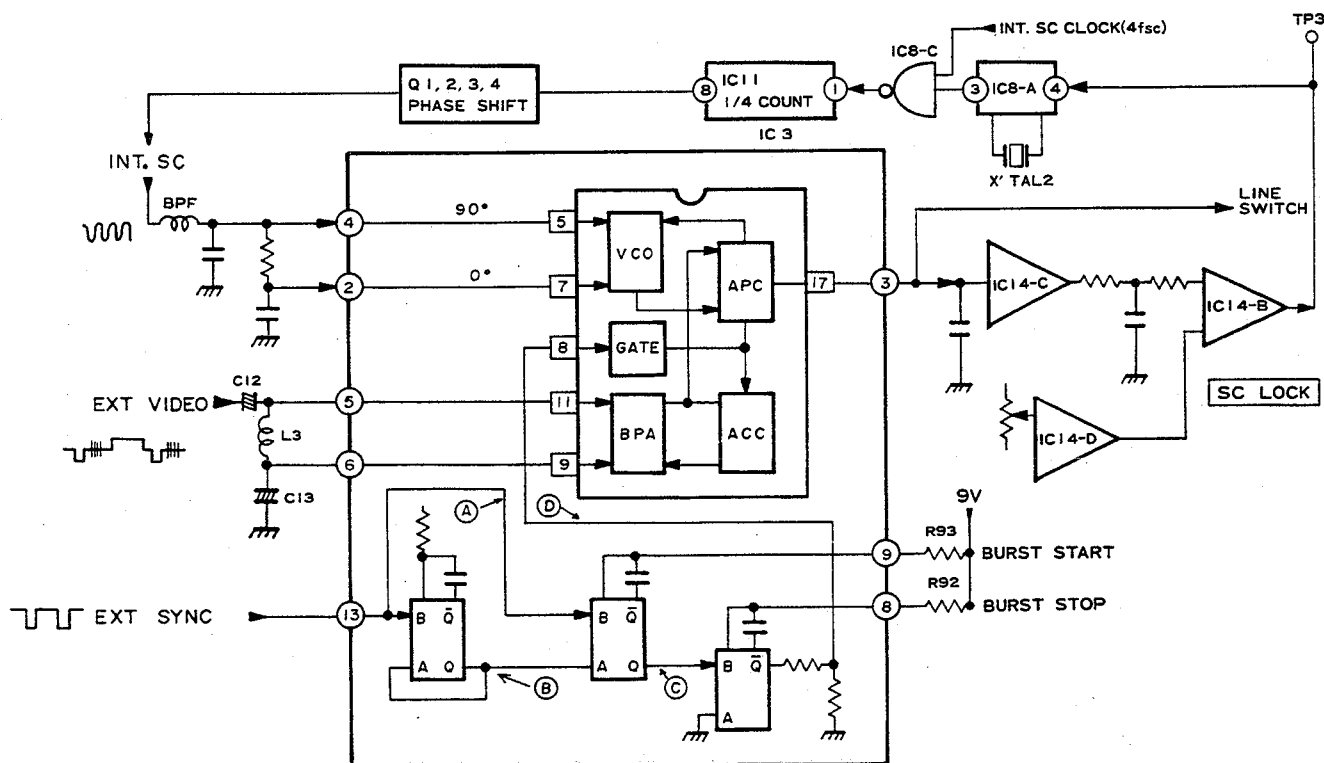 TP3
INT. SC CLOCK(4fsc)
IC8-C
Q 1, 2, 3, 4
PHASE SHIFT
8
IC11
1/4 COUNT
1
3
IC8-A
4
IC 3
X'TAL2
INT. SC
BPF
4
90°
5
VCO
APC
17
3
LINE
SWITCH
2
0°
7
IC14-C
IC14-B
8
GATE
C12
EXT VIDEO
5
11
BPA
ACC
SC LOCK
L3
6
9
IC14-D
C13
A
D
9V
R93
9
BURST START
R92
8
BURST STOP
EXT SYNC
13
B Q̅
A Q
B
B Q̅
A Q
C
B Q̅
A